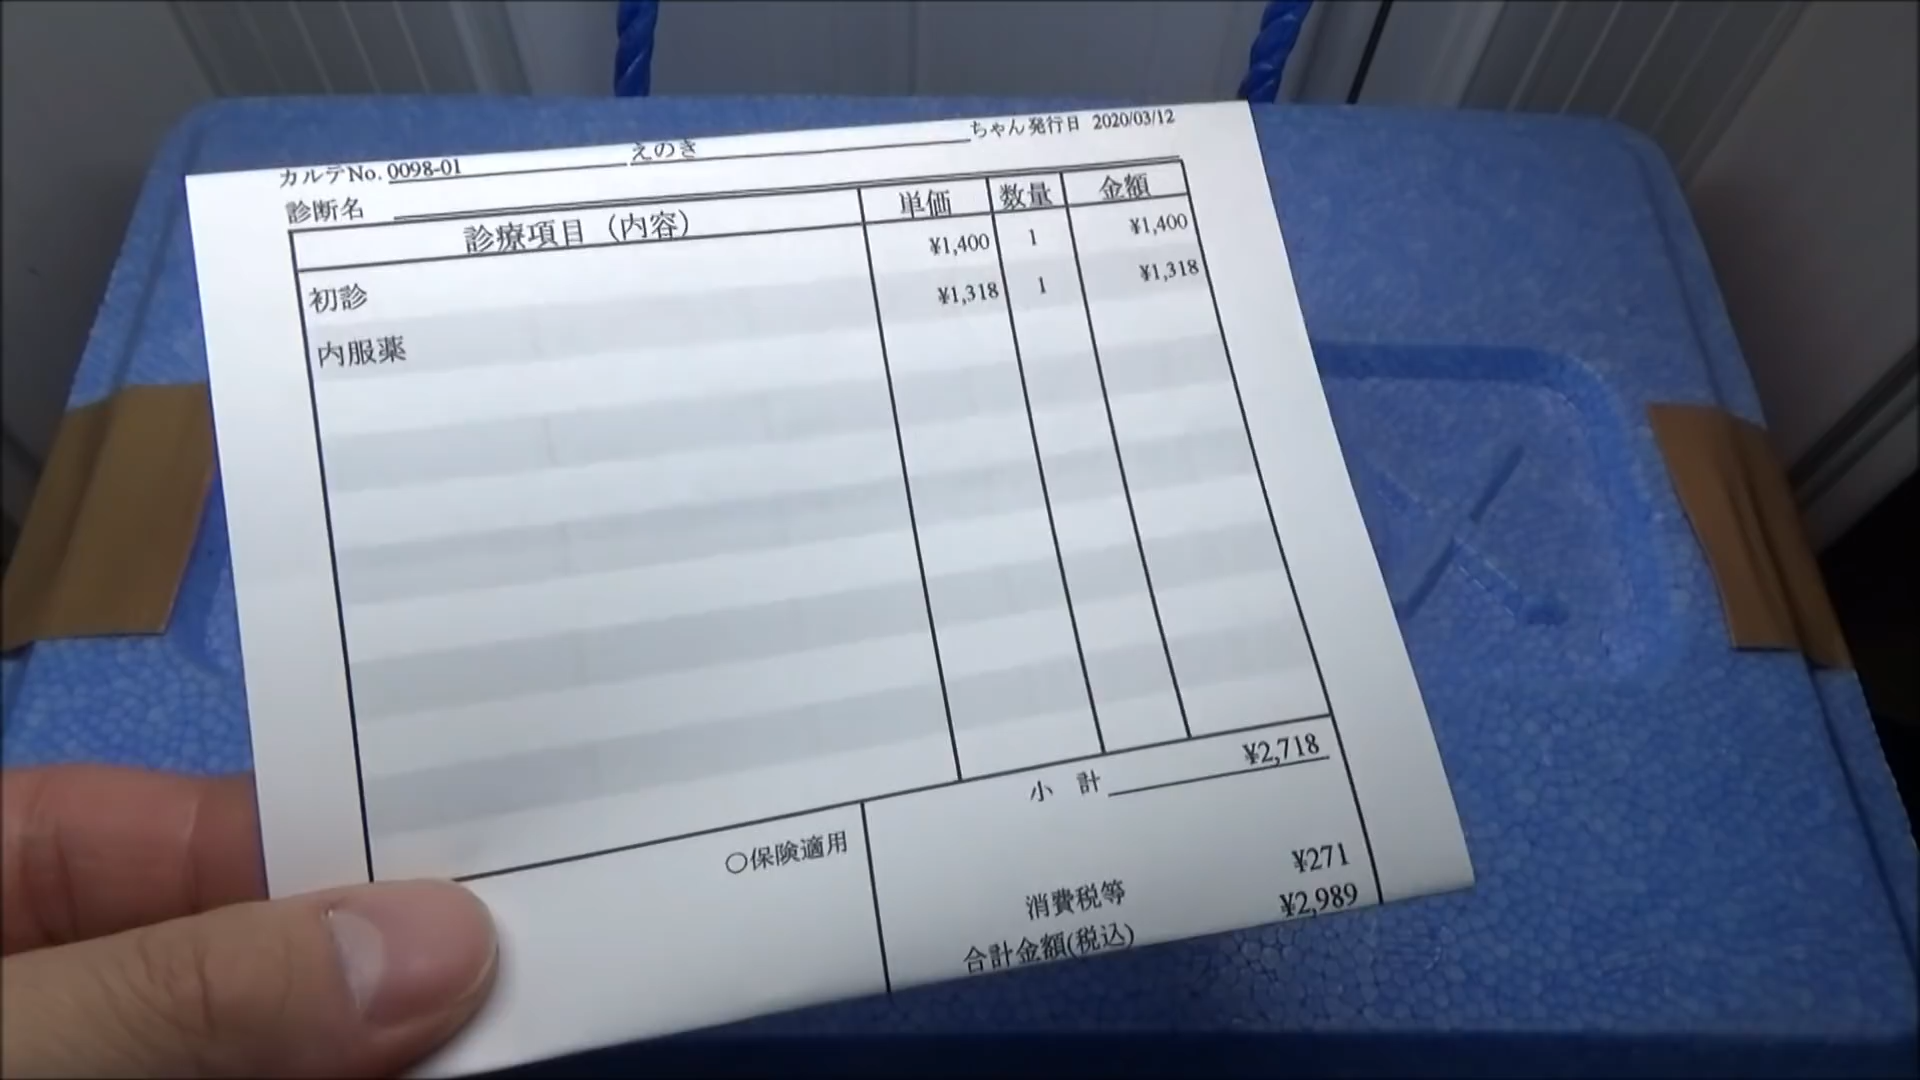 カルテNo. 0098-01 えのき ちゃん 発行日 2020/03/12
診断名
診療項目（内容） 単価 数量 金額
初診 ¥1,400 1 ¥1,400
内服薬 ¥1,318 1 ¥1,318
小 計 ¥2,718
○保険適用
消費税等 ¥271
合計金額(税込) ¥2,989